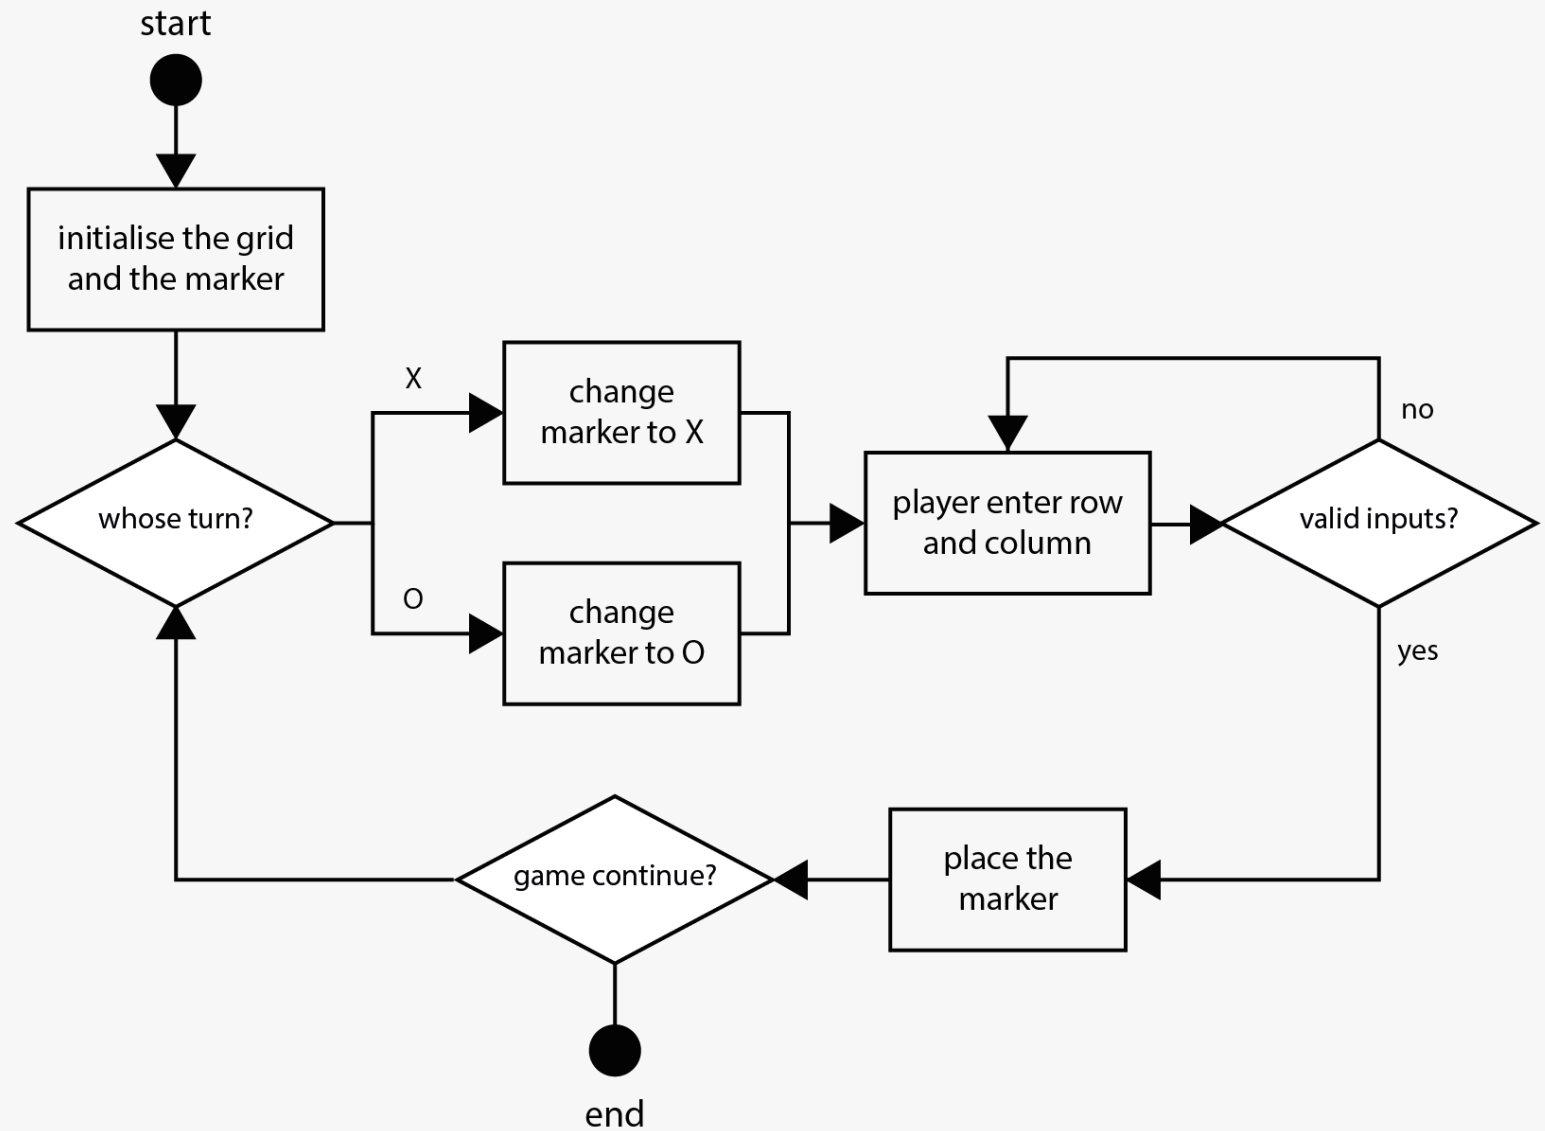 start
initialise the grid
and the marker
whose turn?
X
change
marker to X
O
change
marker to O
player enter row
and column
valid inputs?
no
yes
place the
marker
game continue?
end